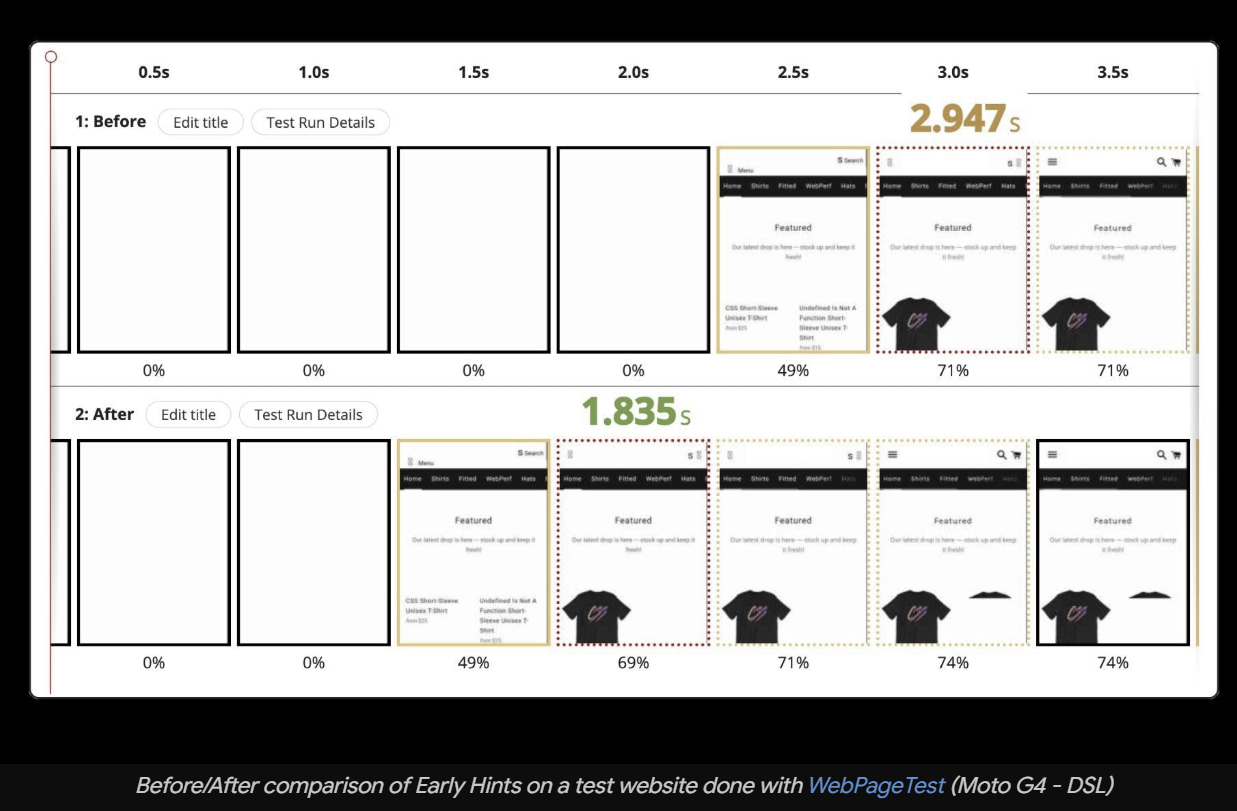 0.5s 1.0s 1.5s 2.0s 2.5s 3.0s 3.5s
1: Before Edit title Test Run Details 2.947s
S Search
Menu
Home Shirts Fitted WebPerf Hats
Featured
Our latest drop is here — stock up and keep it
fresh!
CSS Short-Sleeve
Unisex T-Shirt
from $25
Undefined Is Not A
Function Short-
Sleeve Unisex T-
Shirt
from $15
S
Home Shirts Fitted WebPerf Hats
Featured
Our latest drop is here — stock up and keep
it fresh!
CSS
Home Shirts Fitted WebPerf Hats
Featured
Our latest drop is here — stock up and keep
it fresh!
CSS
0% 0% 0% 0% 49% 71% 71%
2: After Edit title Test Run Details 1.835s
S Search
Menu
Home Shirts Fitted WebPerf Hats
Featured
Our latest drop is here — stock up and keep it
fresh!
CSS Short-Sleeve
Unisex T-Shirt
from $25
Undefined Is Not A
Function Short-
Sleeve Unisex T-
Shirt
from $15
S
Home Shirts Fitted WebPerf Hats
Featured
Our latest drop is here — stock up and keep it
fresh!
CSS
S
Home Shirts Fitted WebPerf Hats
Featured
Our latest drop is here — stock up and keep
it fresh!
CSS
Home Shirts Fitted WebPerf Hats
Featured
Our latest drop is here — stock up and keep
it fresh!
CSS
Home Shirts Fitted WebPerf Hats
Featured
Our latest drop is here — stock up and keep
it fresh!
CSS
0% 0% 49% 69% 71% 74% 74%
Before/After comparison of Early Hints on a test website done with WebPageTest (Moto G4 - DSL)